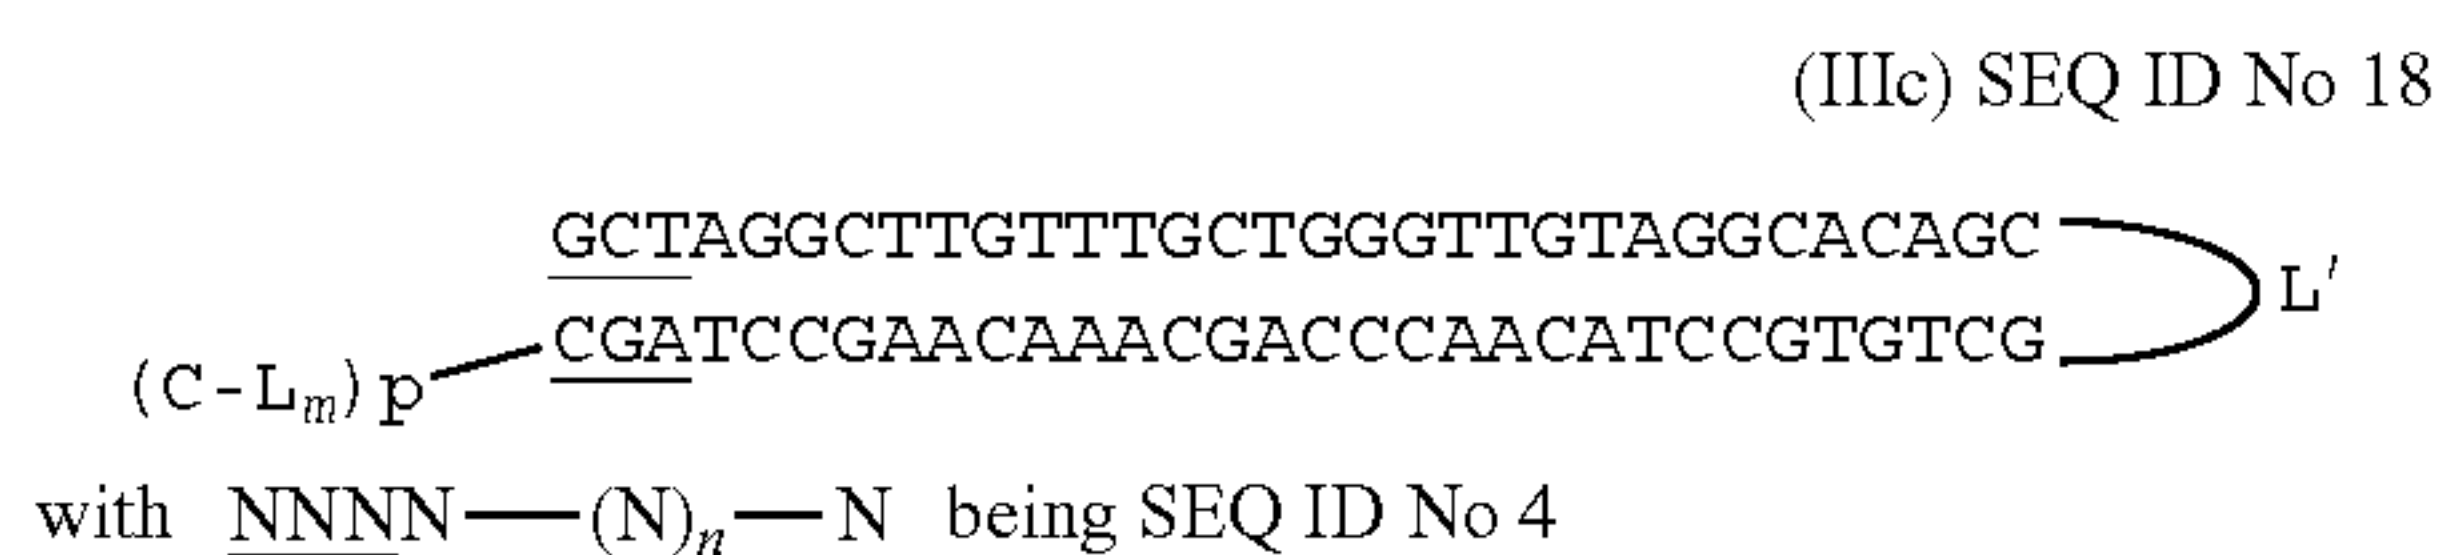 (IIIc) SEQ ID No 18
GCTAGGCTTGTTTGCTGGGTTGTAGGCACAGC
L′
CGATCCGAACAAACGACCCAACATCCGTGTCG
(C-Lm)p
with NNNN—(N)n—N being SEQ ID No 4